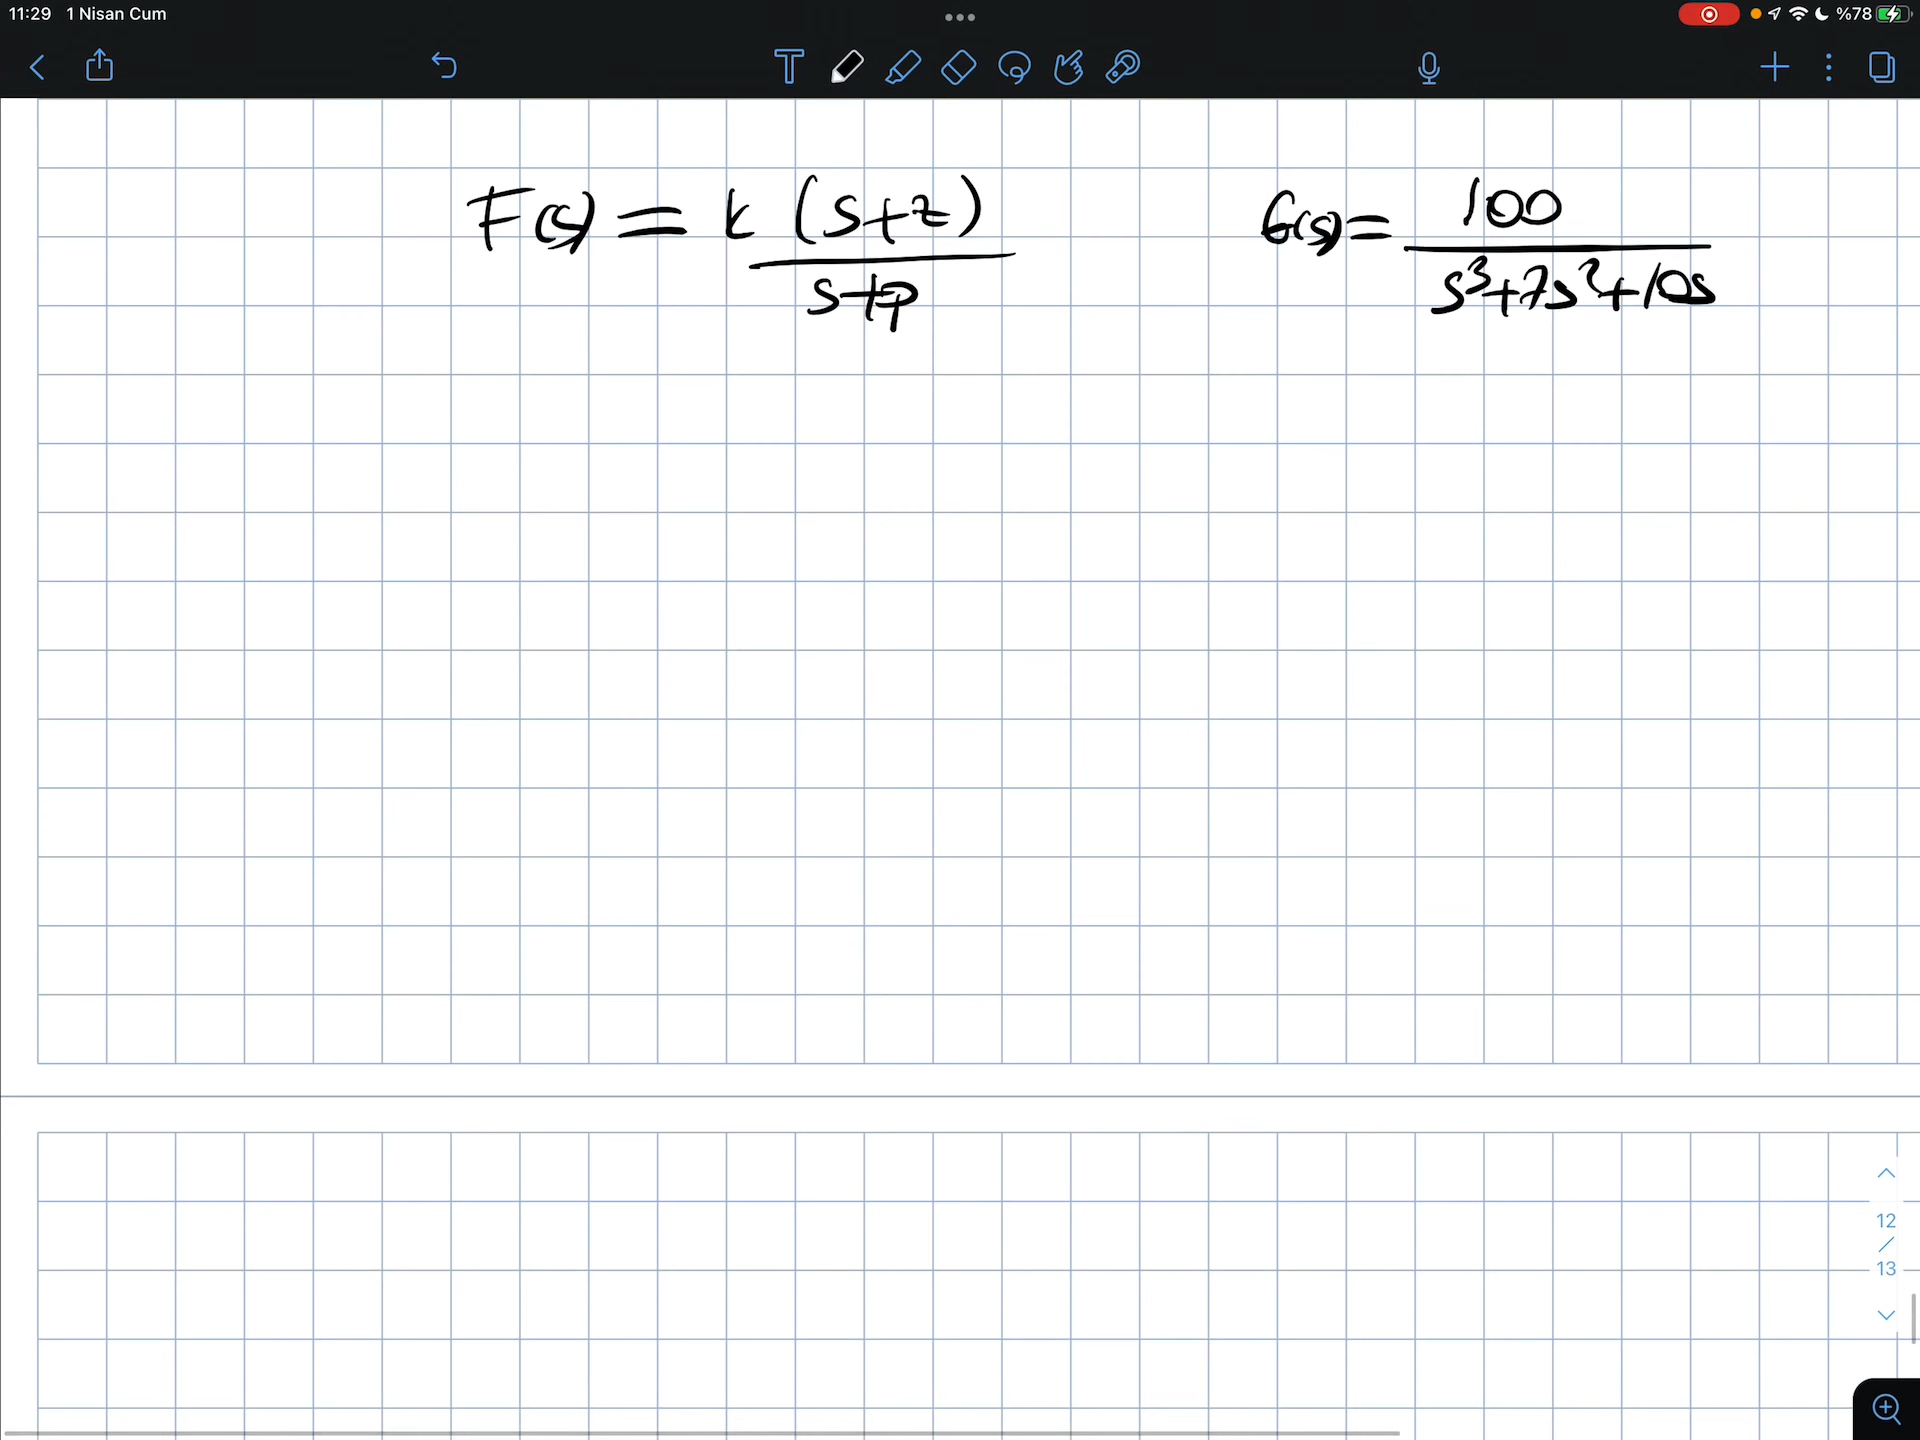 11:29 1 Nisan Cum
%78
F(s) = k (s+z) / s+p
G(s) = 100 / s³+7s²+10s
12
/
13